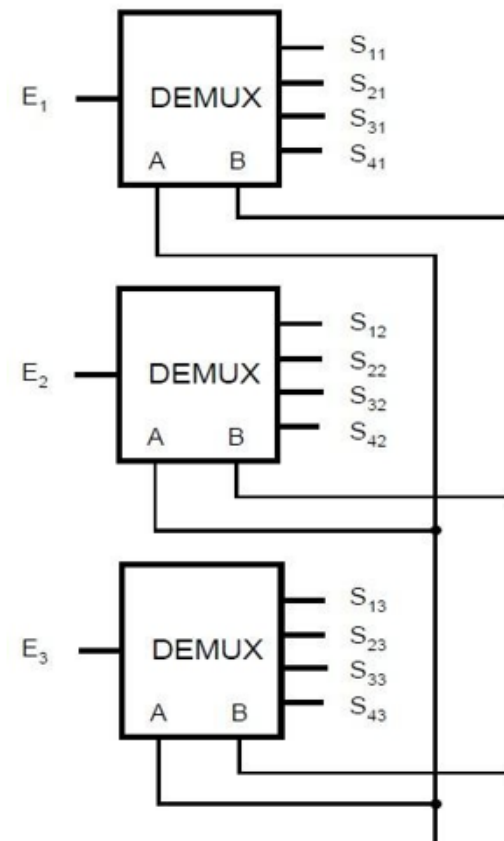 S₁₁
E₁ DEMUX S₂₁
S₃₁
A B S₄₁
S₁₂
E₂ DEMUX S₂₂
S₃₂
A B S₄₂
S₁₃
E₃ DEMUX S₂₃
S₃₃
A B S₄₃